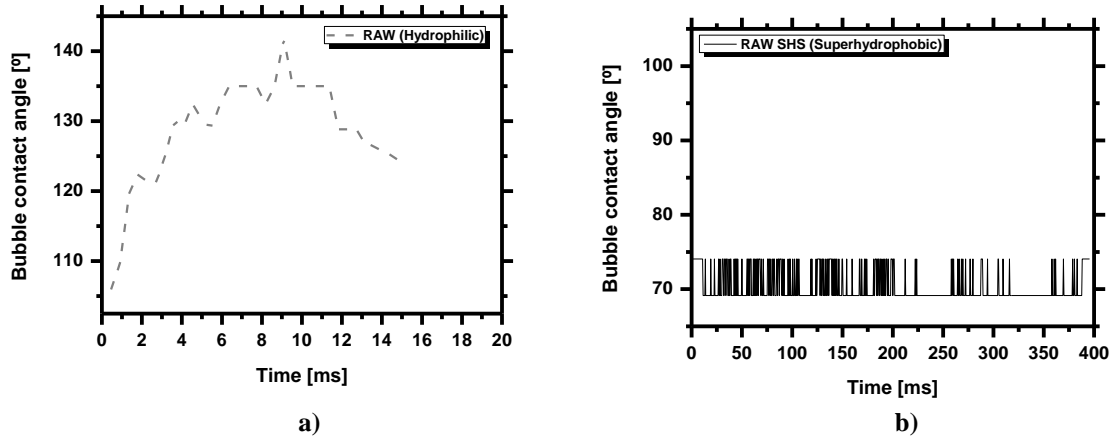 RAW (Hydrophilic)
140
130
120
110
Bubble contact angle [º]
0 2 4 6 8 10 12 14 16 18 20
Time [ms]
a)
RAW SHS (Superhydrophobic)
100
90
80
70
Bubble contact angle [º]
0 50 100 150 200 250 300 350 400
Time [ms]
b)